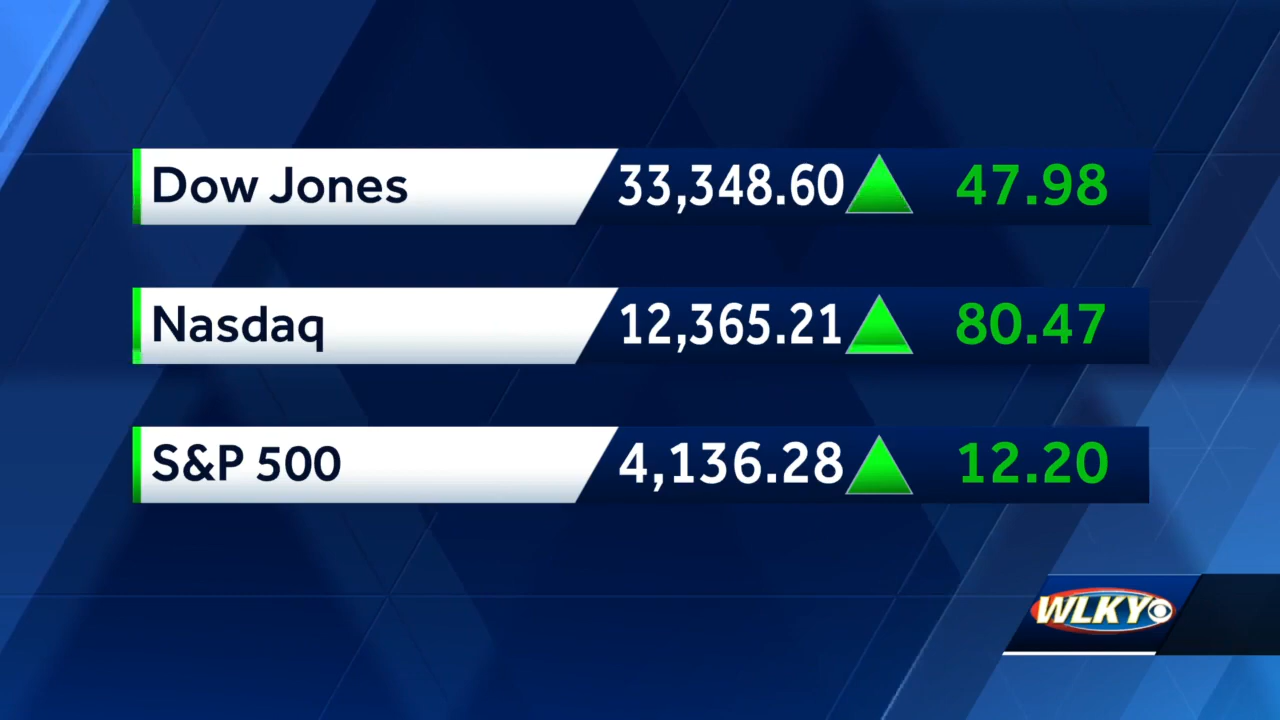 Dow Jones 33,348.60 47.98
Nasdaq 12,365.21 80.47
S&P 500 4,136.28 12.20
WLKY